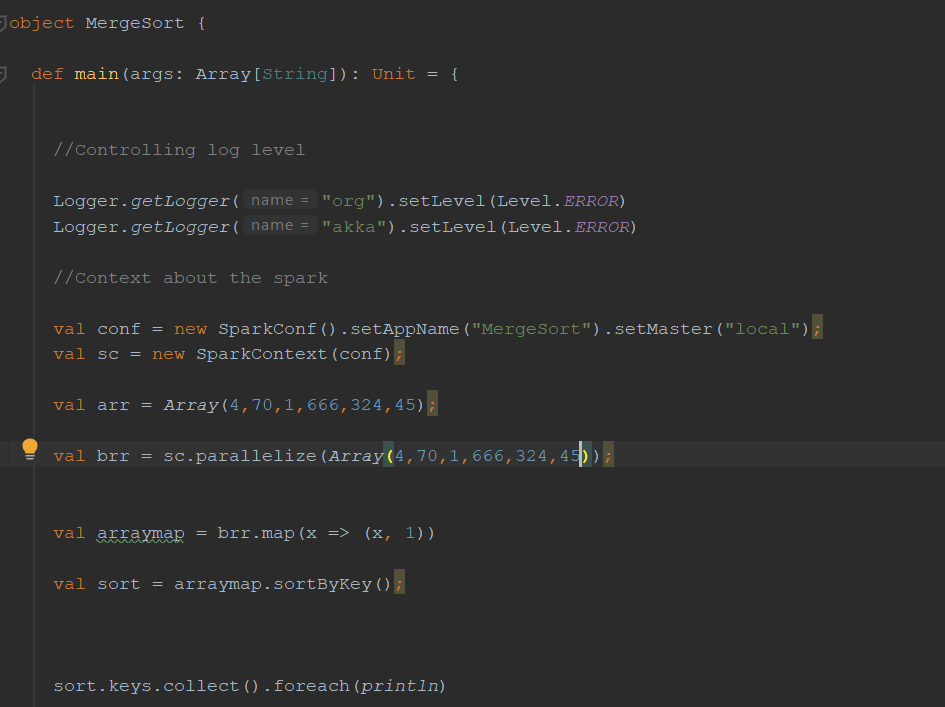 object MergeSort {
def main(args: Array[String]): Unit = {
//Controlling log level
Logger.getLogger( name = "org").setLevel(Level.ERROR)
Logger.getLogger( name = "akka").setLevel(Level.ERROR)
//Context about the spark
val conf = new SparkConf().setAppName("MergeSort").setMaster("local");
val sc = new SparkContext(conf);
val arr = Array(4,70,1,666,324,45);
val brr = sc.parallelize(Array(4,70,1,666,324,45));
val arraymap = brr.map(x => (x, 1))
val sort = arraymap.sortByKey();
sort.keys.collect().foreach(println)